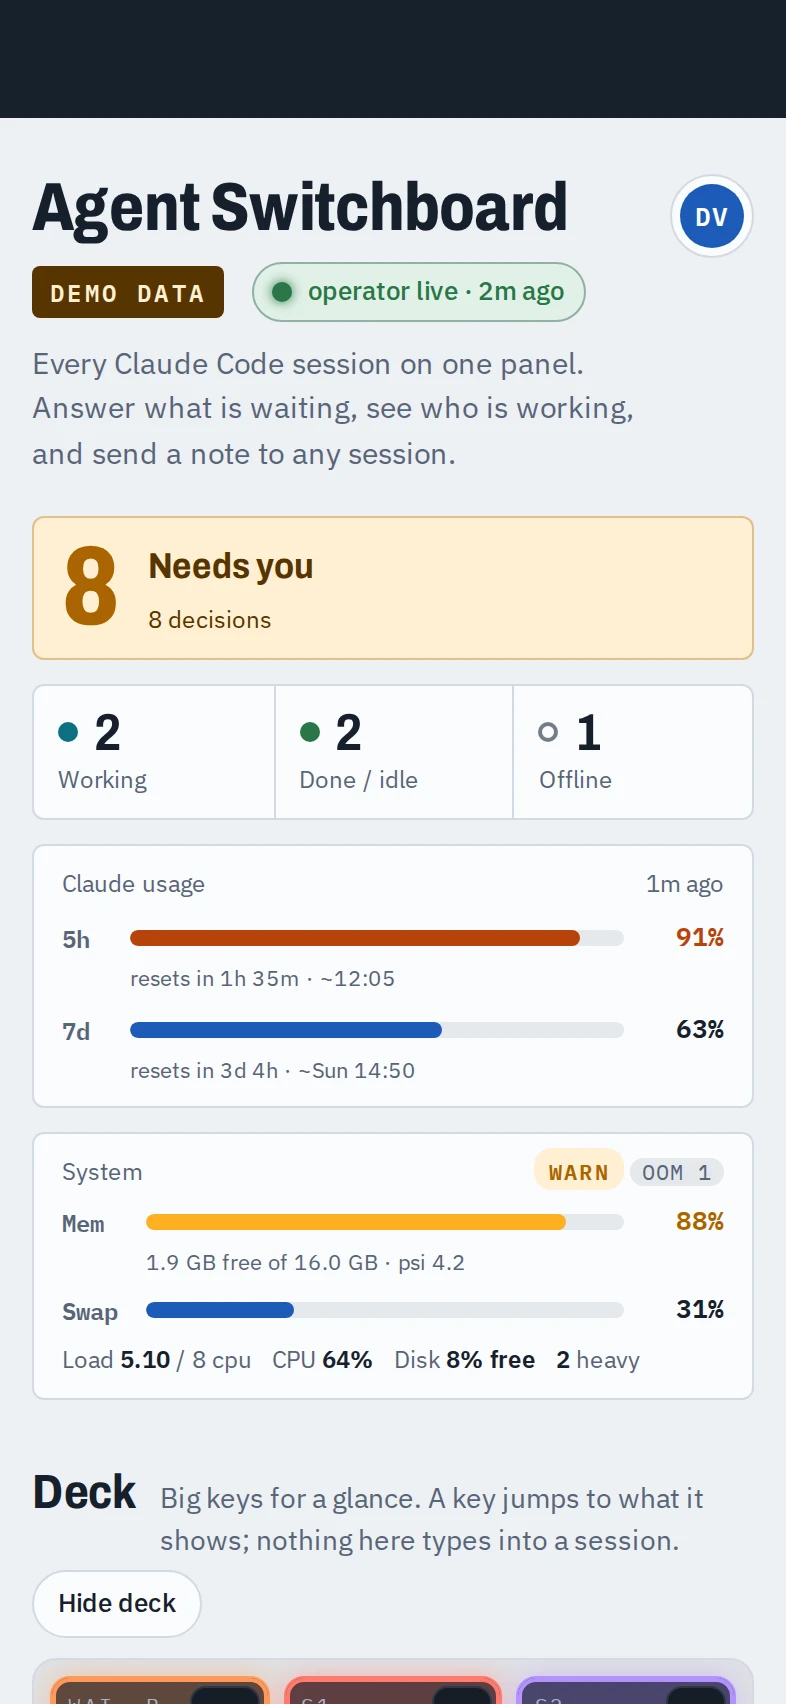 Agent Switchboard
DV
DEMO DATA
operator live · 2m ago
Every Claude Code session on one panel.
Answer what is waiting, see who is working,
and send a note to any session.
8
Needs you
8 decisions
2
Working
2
Done / idle
1
Offline
Claude usage
1m ago
5h
91%
resets in 1h 35m · ~12:05
7d
63%
resets in 3d 4h · ~Sun 14:50
System
WARN
OOM 1
Mem
88%
1.9 GB free of 16.0 GB · psi 4.2
Swap
31%
Load 5.10 / 8 cpu CPU 64% Disk 8% free 2 heavy
Deck
Big keys for a glance. A key jumps to what it
shows; nothing here types into a session.
Hide deck